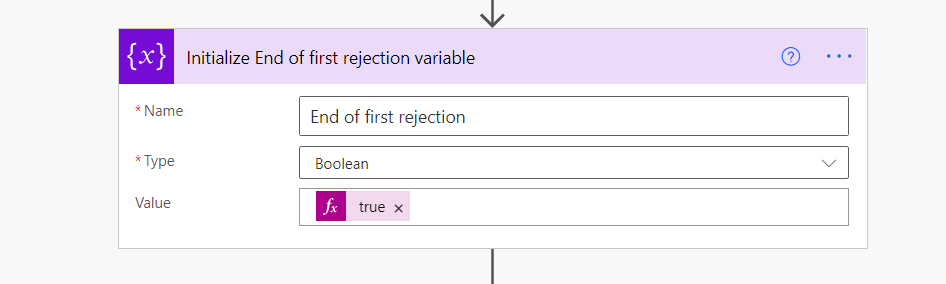 {x} Initialize End of first rejection variable ? ...
* Name End of first rejection
* Type Boolean
Value fx true ×